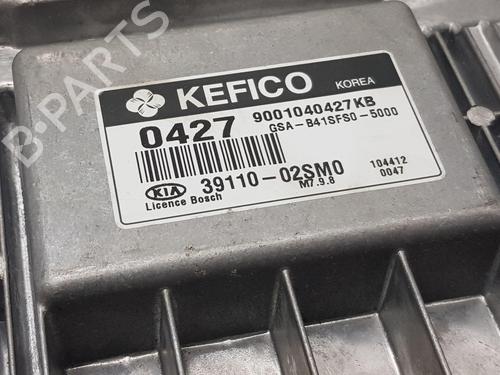 KEFICO
KOREA
0427 9001040427KB
GSA-B41SFS0-5000
KIA 39110-02SM0
Licence Bosch M7.9.8
104412
0047
B-PARTS